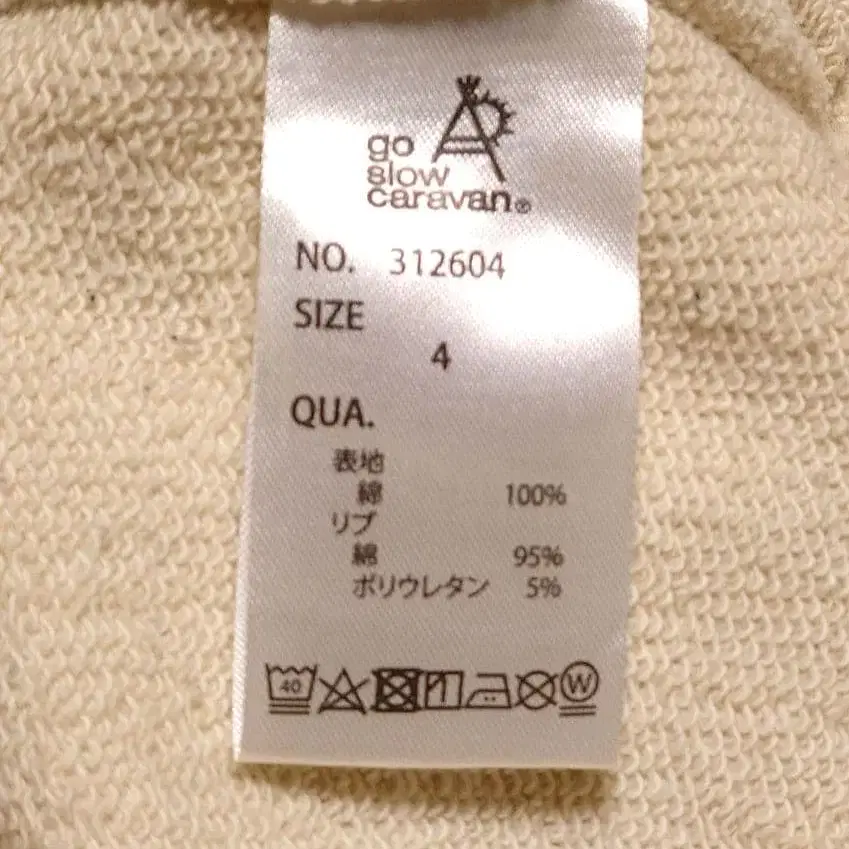 go
slow
caravan®
NO. 312604
SIZE
4
QUA.
表地
綿 100%
リブ
綿 95%
ポリウレタン 5%
40 W